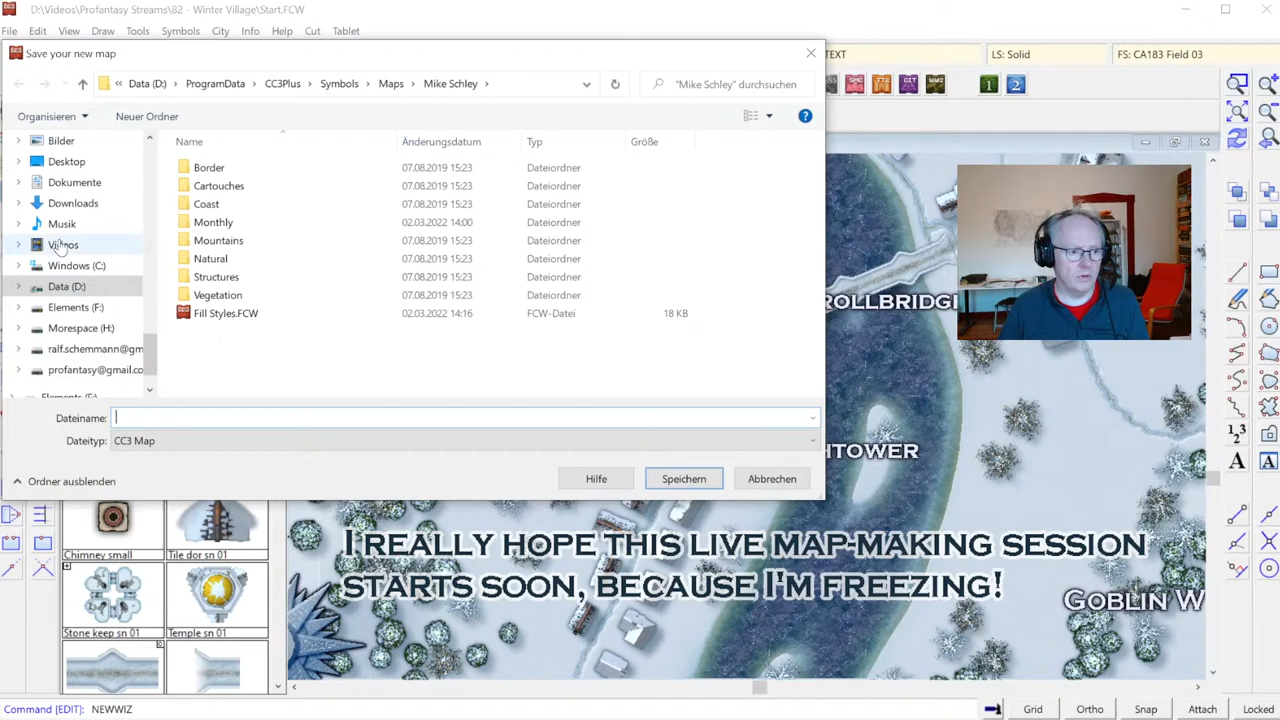 D:\Videos\Profantasy Streams\82 - Winter Village\Start.FCW
File Edit View Draw Tools Symbols City Info Help Cut Tablet
Save your new map
TEXT
LS: Solid
FS: CA183 Field 03
Data (D:) ProgramData CC3Plus Symbols Maps Mike Schley
"Mike Schley" durchsuchen
Organisieren Neuer Ordner
Bilder
Desktop
Dokumente
Downloads
Musik
Videos
Windows (C:)
Data (D:)
Elements (F:)
Morespace (H:)
ralf.schemmann@gm
profantasy@gmail.co
Name Änderungsdatum Typ Größe
Border 07.08.2019 15:23 Dateiordner
Cartouches 07.08.2019 15:23 Dateiordner
Coast 07.08.2019 15:23 Dateiordner
Monthly 02.03.2022 14:00 Dateiordner
Mountains 07.08.2019 15:23 Dateiordner
Natural 07.08.2019 15:23 Dateiordner
Structures 07.08.2019 15:23 Dateiordner
Vegetation 07.08.2019 15:23 Dateiordner
Fill Styles.FCW 02.03.2022 14:16 FCW-Datei 18 KB
Dateiname:
Dateityp: CC3 Map
Ordner ausblenden
Hilfe Speichern Abbrechen
ROLLBRIDG
HTOWER
Goblin W
I really hope this live map-making session
starts soon, because I'm freezing!
Chimney small
Tile dor sn 01
Stone keep sn 01
Temple sn 01
Command [EDIT]: NEWWIZ
Grid Ortho Snap Attach Locked